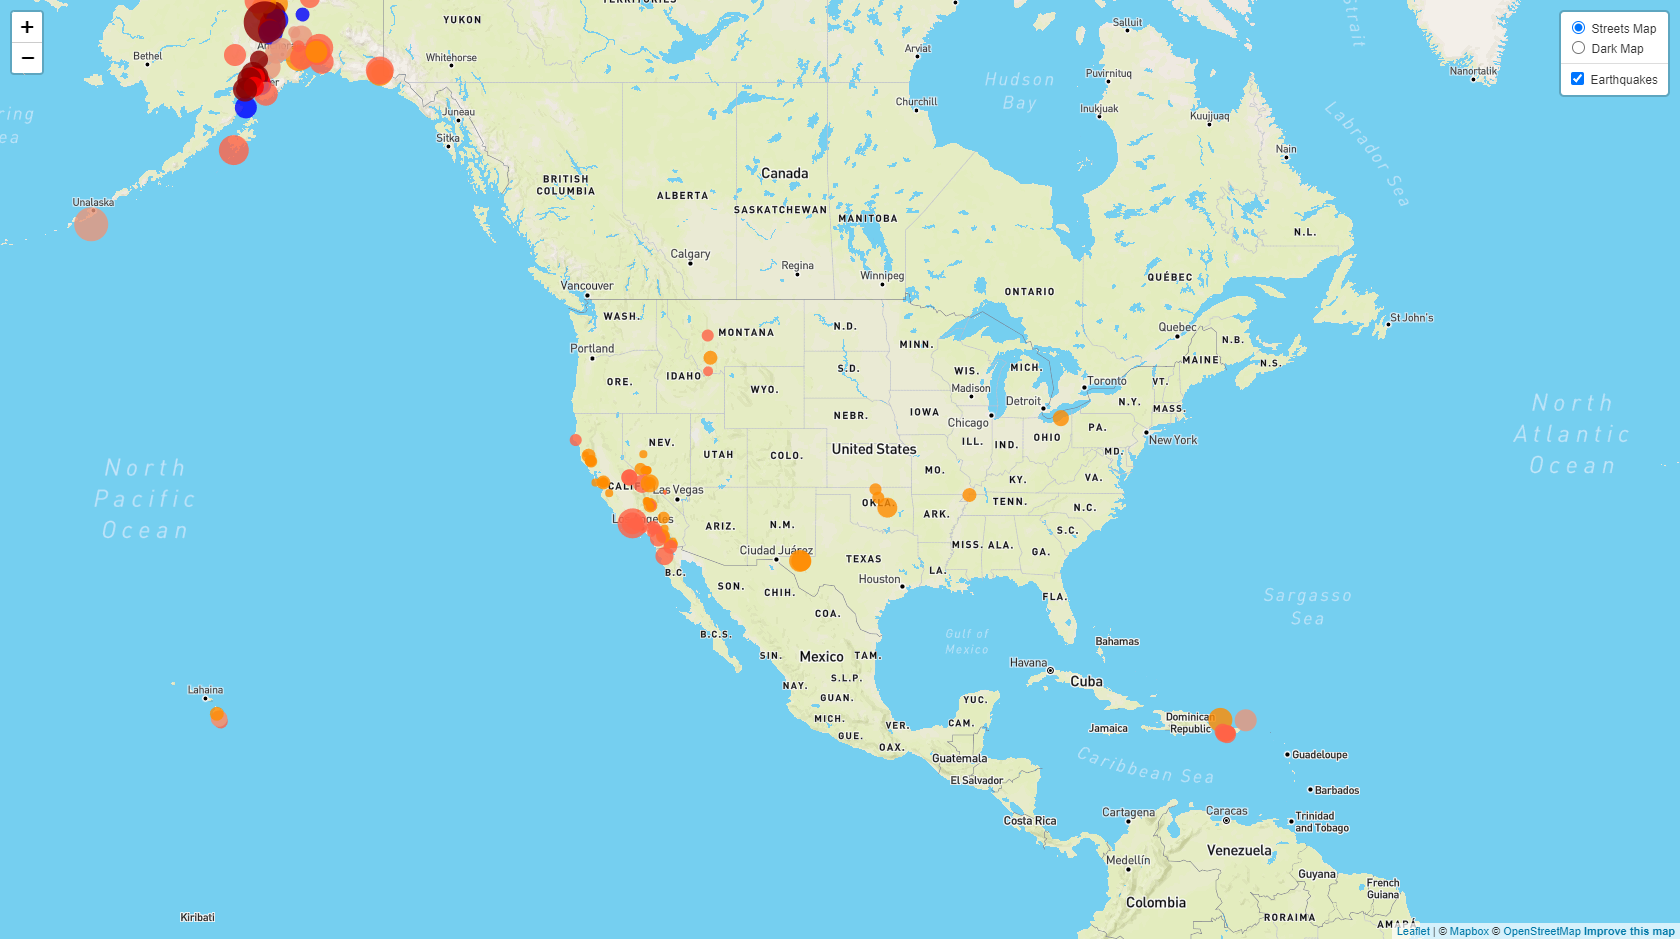 TERRITORIES
YUKON
Salluit
+
−
Streets Map
Dark Map
Earthquakes
Bethel
Whitehorse
Arviat
Puvirnituq
Nanortalik
Hudson
Bay
Inukjuak
Kuujjuaq
Churchill
Juneau
Sitka
Labrador Sea
Nain
Strait
ring
ea
Canada
BRITISH
COLUMBIA
ALBERTA
SASKATCHEWAN
MANITOBA
Unalaska
N.L.
Calgary
Regina
Winnipeg
QUÉBEC
Vancouver
ONTARIO
St John's
WASH.
MONTANA
N.D.
MINN.
Quebec
N.B.
Portland
MAINE
N.S.
IDAHO
ORE.
WYO.
S.D.
WIS.
MICH.
Madison
Toronto
VT.
Detroit
N.Y.
MASS.
NEBR.
IOWA
Chicago
PA.
New York
NEV.
UTAH
COLO.
United States
ILL.
IND.
OHIO
MD.
North
Pacific
Ocean
North
Atlantic
Ocean
MO.
KY.
VA.
CALIF.
Las Vegas
OKLA.
TENN.
N.C.
ARK.
Los Angeles
ARIZ.
N.M.
S.C.
MISS.
ALA.
GA.
Ciudad Juárez
TEXAS
LA.
B.C.
Houston
SON.
CHIH.
FLA.
COA.
Sargasso
Sea
B.C.S.
Gulf of
Mexico
Bahamas
SIN.
Mexico
TAM.
Havana
Cuba
S.L.P.
NAY.
GUAN.
YUC.
Lahaina
MICH.
VER.
CAM.
Dominican
Republic
Jamaica
GUE.
OAX.
Guatemala
Caribbean Sea
Guadeloupe
El Salvador
Barbados
Costa Rica
Cartagena
Caracas
Trinidad
and Tobago
Venezuela
Medellín
Guyana
French
Guiana
Colombia
RORAIMA
AMAPÁ
Kiribati
Leaflet | © Mapbox © OpenStreetMap Improve this map